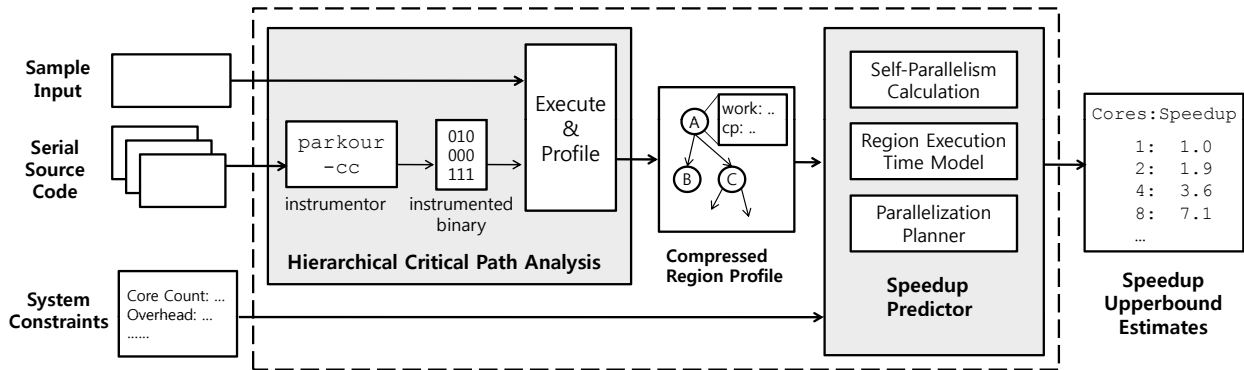 Sample
Input
Serial
Source
Code
System
Constraints
Core Count: ...
Overhead: ...
......
parkour
-cc
instrumentor
010
000
111
instrumented
binary
Execute
&
Profile
Hierarchical Critical Path Analysis
A
work: ..
cp: ..
B
C
Compressed
Region Profile
Self-Parallelism
Calculation
Region Execution
Time Model
Parallelization
Planner
Speedup
Predictor
Cores:Speedup
1: 1.0
2: 1.9
4: 3.6
8: 7.1
...
Speedup
Upperbound
Estimates